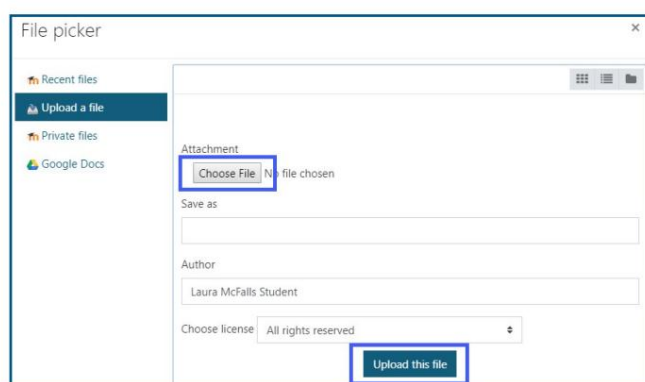 File picker
×
Recent files
Upload a file
Private files
Google Docs
Attachment
Choose File No file chosen
Save as
Author
Laura McFalls Student
Choose license All rights reserved
Upload this file